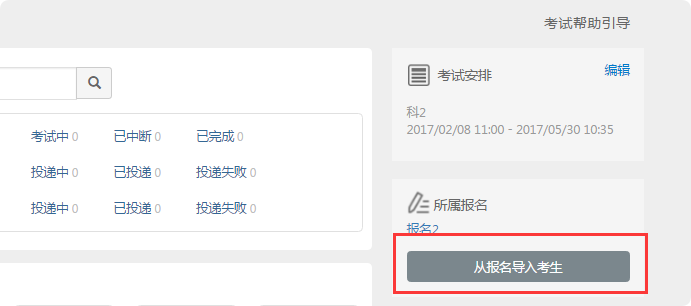 考试帮助引导
考试中 0 已中断 0 已完成 0
投递中 0 已投递 0 投递失败 0
投递中 0 已投递 0 投递失败 0
考试安排 编辑
科2
2017/02/08 11:00 - 2017/05/30 10:35
所属报名
报名2
从报名导入考生